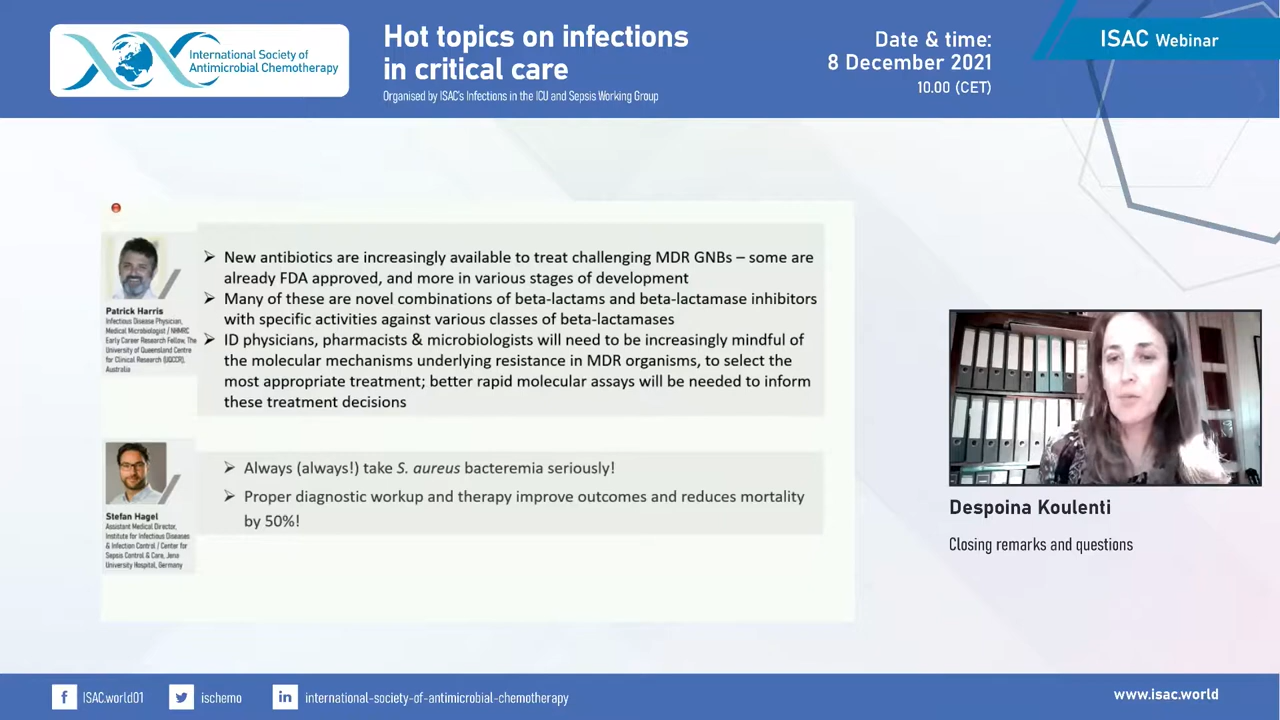 International Society of
Antimicrobial Chemotherapy
Hot topics on infections
in critical care
Organised by ISAC's Infections in the ICU and Sepsis Working Group
Date & time:
8 December 2021
10.00 (CET)
ISAC Webinar
Patrick Harris
Infectious Disease Physician,
Medical Microbiologist / NHMRC
Early Career Research Fellow, The
University of Queensland Centre
for Clinical Research (UQCCR),
Australia
➢ New antibiotics are increasingly available to treat challenging MDR GNBs – some are
already FDA approved, and more in various stages of development
➢ Many of these are novel combinations of beta-lactams and beta-lactamase inhibitors
with specific activities against various classes of beta-lactamases
➢ ID physicians, pharmacists & microbiologists will need to be increasingly mindful of
the molecular mechanisms underlying resistance in MDR organisms, to select the
most appropriate treatment; better rapid molecular assays will be needed to inform
these treatment decisions
Stefan Hagel
Assistant Medical Director,
Institute for Infectious Diseases
& Infection Control / Center for
Sepsis Control & Care, Jena
University Hospital, Germany
➢ Always (always!) take S. aureus bacteremia seriously!
➢ Proper diagnostic workup and therapy improve outcomes and reduces mortality
by 50%!
Despoina Koulenti
Closing remarks and questions
f ISAC.world01
ischemo
in international-society-of-antimicrobial-chemotherapy
www.isac.world